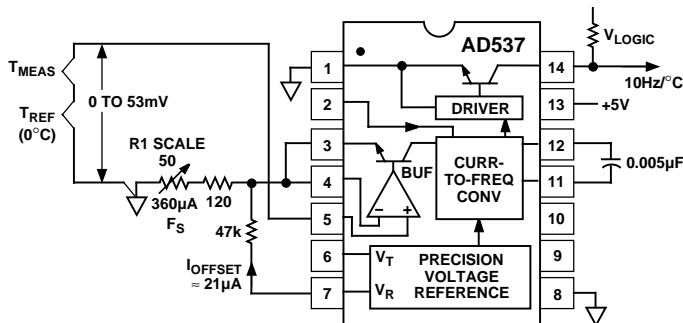 AD537
V_LOGIC
10Hz/°C
+5V
0.005µF
T_MEAS
T_REF
(0°C)
0 TO 53mV
R1 SCALE
50
360µA
F_S
120
47k
I_OFFSET
≈ 21µA
1
2
3
4
5
6
7
14
13
12
11
10
9
8
DRIVER
BUF
CURR-
TO-FREQ
CONV
– +
V_T
V_R
PRECISION
VOLTAGE
REFERENCE